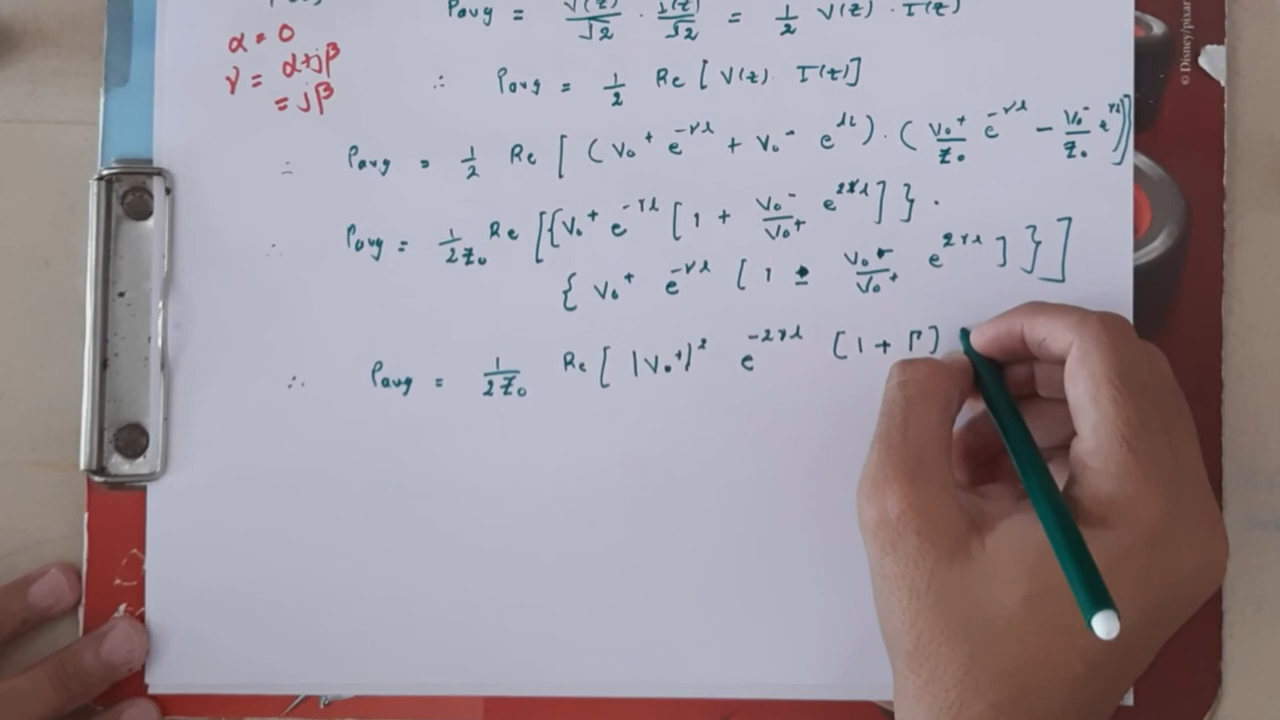 Pavg = V(z)/√2 · I(z)/√2 = 1/2 V(z) · I(z)
α = 0
γ = α+jβ
= jβ
∴ Pavg = 1/2 Re [ V(z) · I(z)]
∴ Pavg = 1/2 Re [ (V₀⁺ e^-γl + V₀⁻ e^γl) · (V₀⁺/Z₀ e^-γl − V₀⁻/Z₀ e^γl)]
∴ Pavg = 1/2Z₀ Re [{V₀⁺ e^-γl [1 + V₀⁻/V₀⁺ e^2γl]} ·
{ V₀⁺ e^-γl [1 − V₀⁻/V₀⁺ e^2γl ] }]
∴ Pavg = 1/2Z₀ Re [ |V₀⁺|² e^-2γl [1 + Γ]
© Disney/pixar